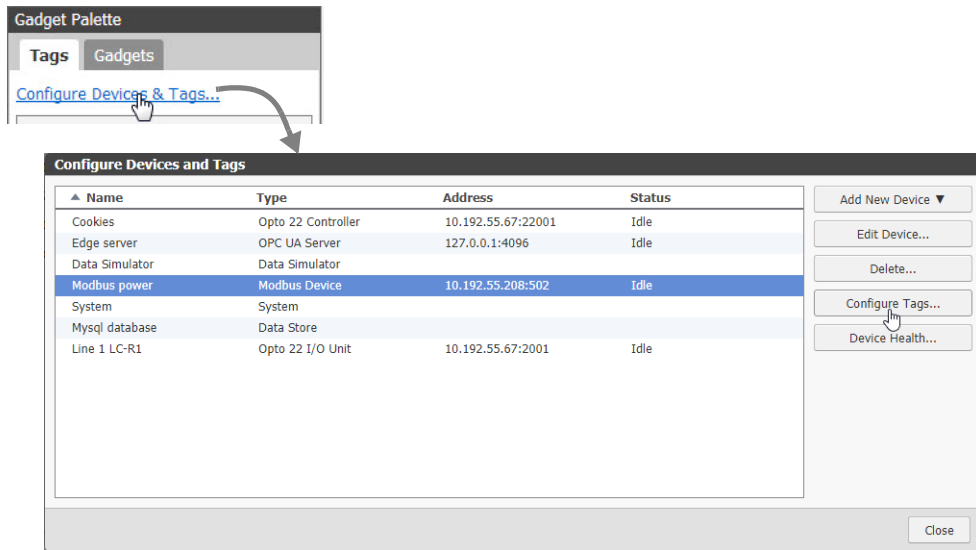 Gadget Palette
Tags Gadgets
Configure Devices & Tags...
Configure Devices and Tags
▲ Name Type Address Status
Cookies Opto 22 Controller 10.192.55.67:22001 Idle
Edge server OPC UA Server 127.0.0.1:4096 Idle
Data Simulator Data Simulator
Modbus power Modbus Device 10.192.55.208:502 Idle
System System
Mysql database Data Store
Line 1 LC-R1 Opto 22 I/O Unit 10.192.55.67:2001 Idle
Add New Device ▼
Edit Device...
Delete...
Configure Tags...
Device Health...
Close